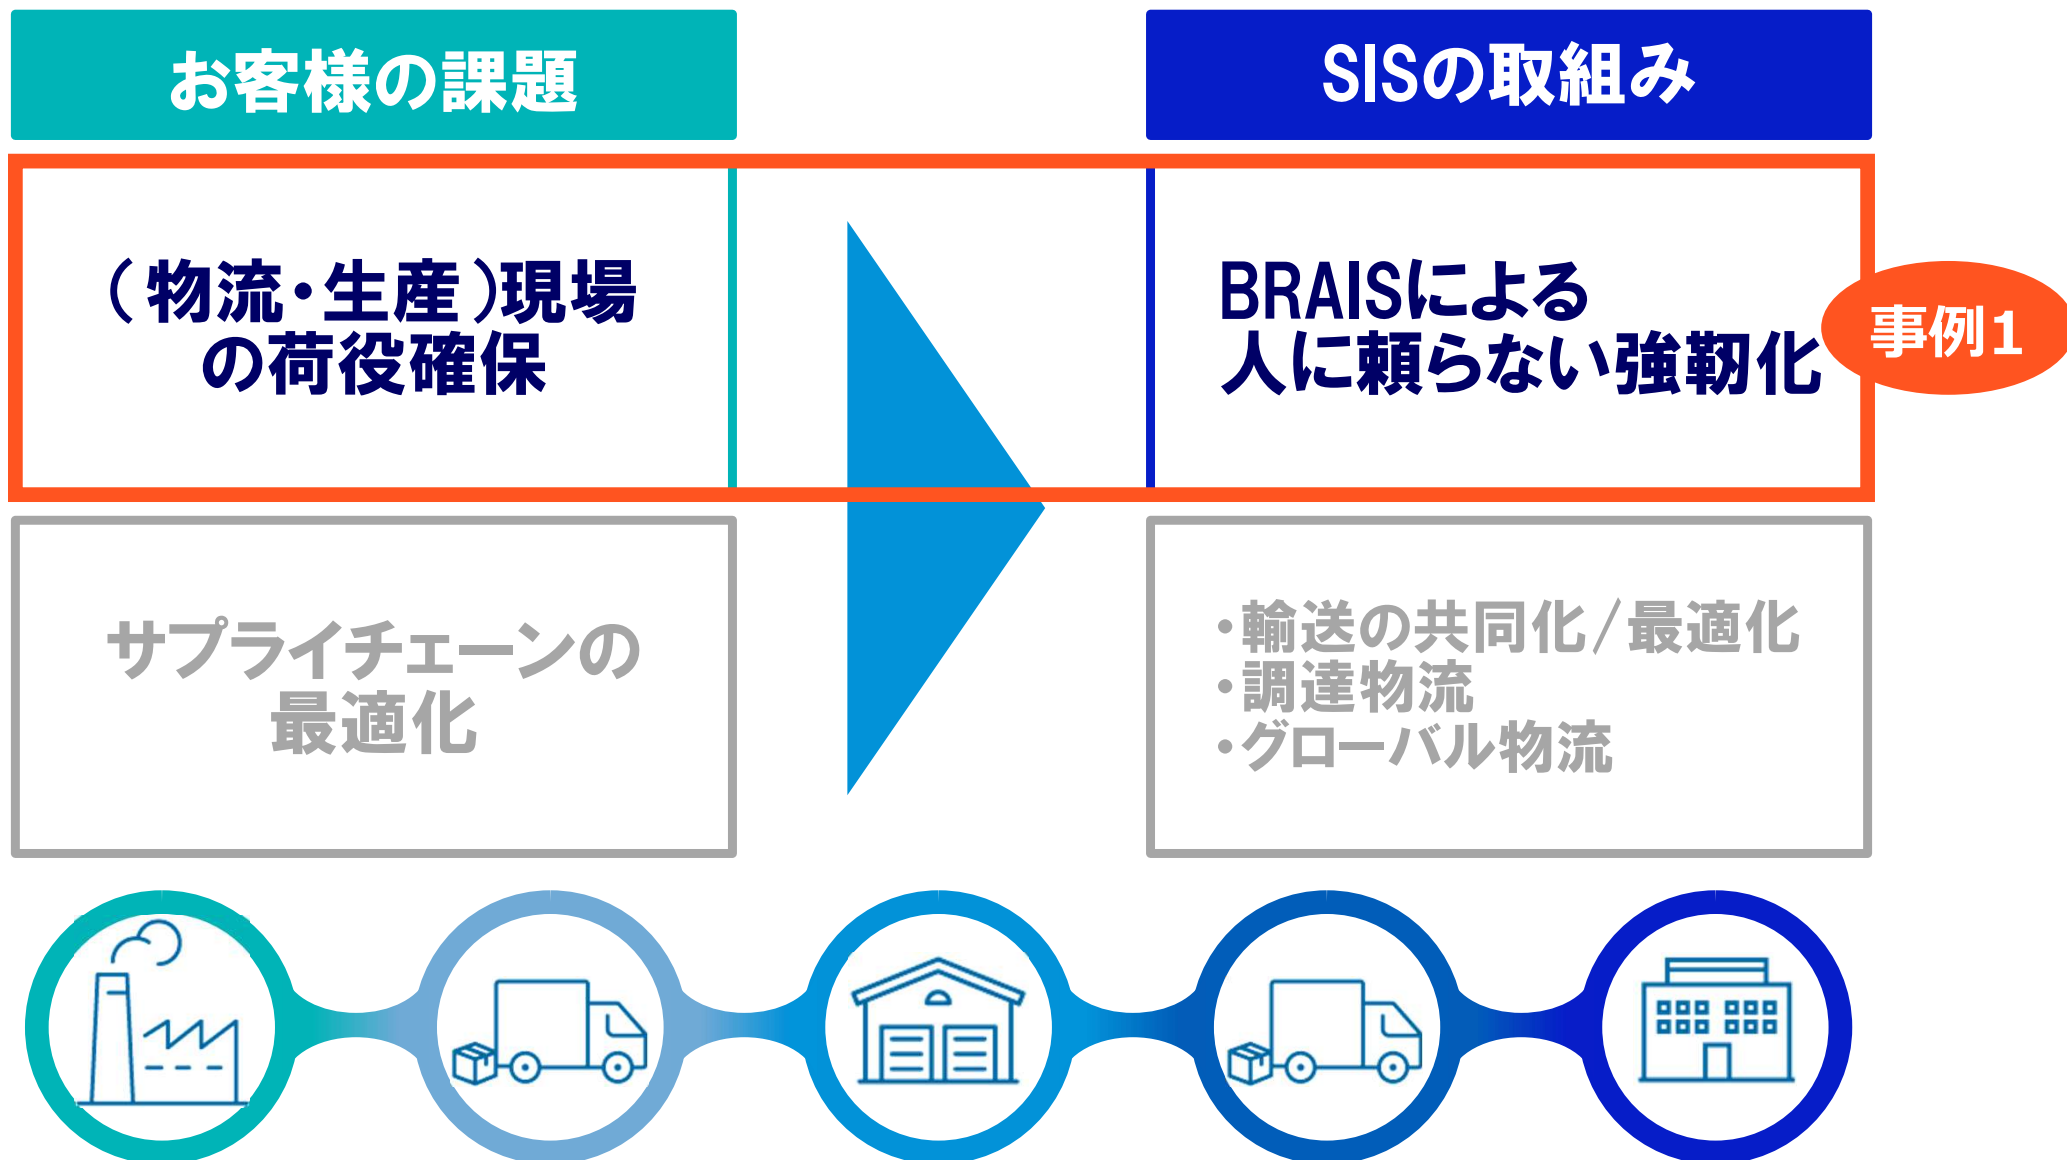 お客様の課題
SISの取組み
（物流・生産）現場
の荷役確保
BRAISによる
人に頼らない強靭化
事例1
サプライチェーンの
最適化
・輸送の共同化/最適化
・調達物流
・グローバル物流